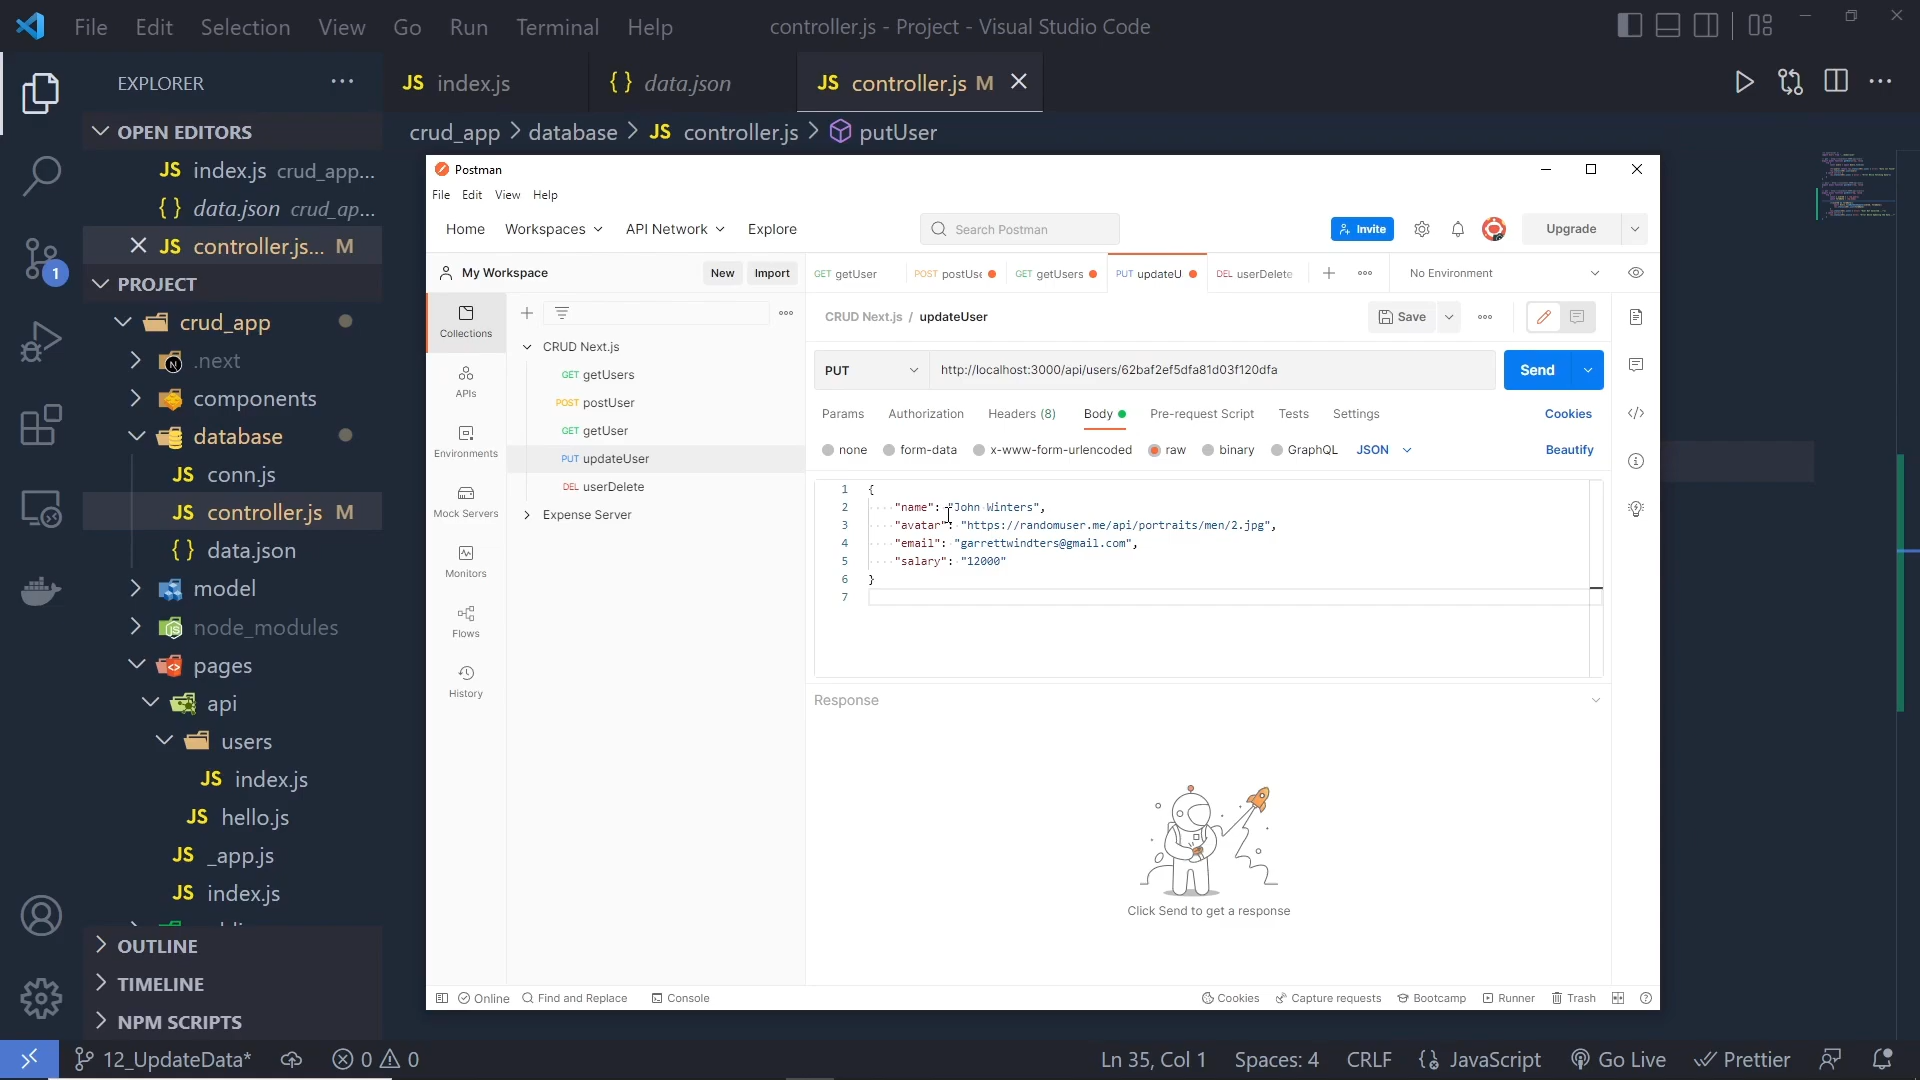 File Edit Selection View Go Run Terminal Help controller.js - Project - Visual Studio Code
EXPLORER
OPEN EDITORS
JS index.js crud_app...
{ } data.json crud_ap...
JS controller.js... M
PROJECT
crud_app
.next
components
database
JS conn.js
JS controller.js M
{ } data.json
model
node_modules
pages
api
users
JS index.js
JS hello.js
JS _app.js
JS index.js
OUTLINE
TIMELINE
NPM SCRIPTS
1
JS index.js { } data.json JS controller.js M
crud_app > database > JS controller.js > putUser
Postman
File Edit View Help
Home Workspaces API Network Explore
Search Postman
Invite
Upgrade
My Workspace New Import
GET getUser POST postUse GET getUsers PUT updateU DEL userDelete
No Environment
Collections
APIs
Environments
Mock Servers
Monitors
Flows
History
CRUD Next.js
GET getUsers
POST postUser
GET getUser
PUT updateUser
DEL userDelete
Expense Server
CRUD Next.js / updateUser
Save
PUT http://localhost:3000/api/users/62baf2ef5dfa81d03f120dfa
Send
Params Authorization Headers (8) Body Pre-request Script Tests Settings Cookies
none form-data x-www-form-urlencoded raw binary GraphQL JSON Beautify
1 {
2 "name": "John Winters",
3 "avatar": "https://randomuser.me/api/portraits/men/2.jpg",
4 "email": "garrettwindters@gmail.com",
5 "salary": "12000"
6 }
7
Response
Click Send to get a response
Online Find and Replace Console Cookies Capture requests Bootcamp Runner Trash
12_UpdateData* 0 0 Ln 35, Col 1 Spaces: 4 CRLF JavaScript Go Live Prettier